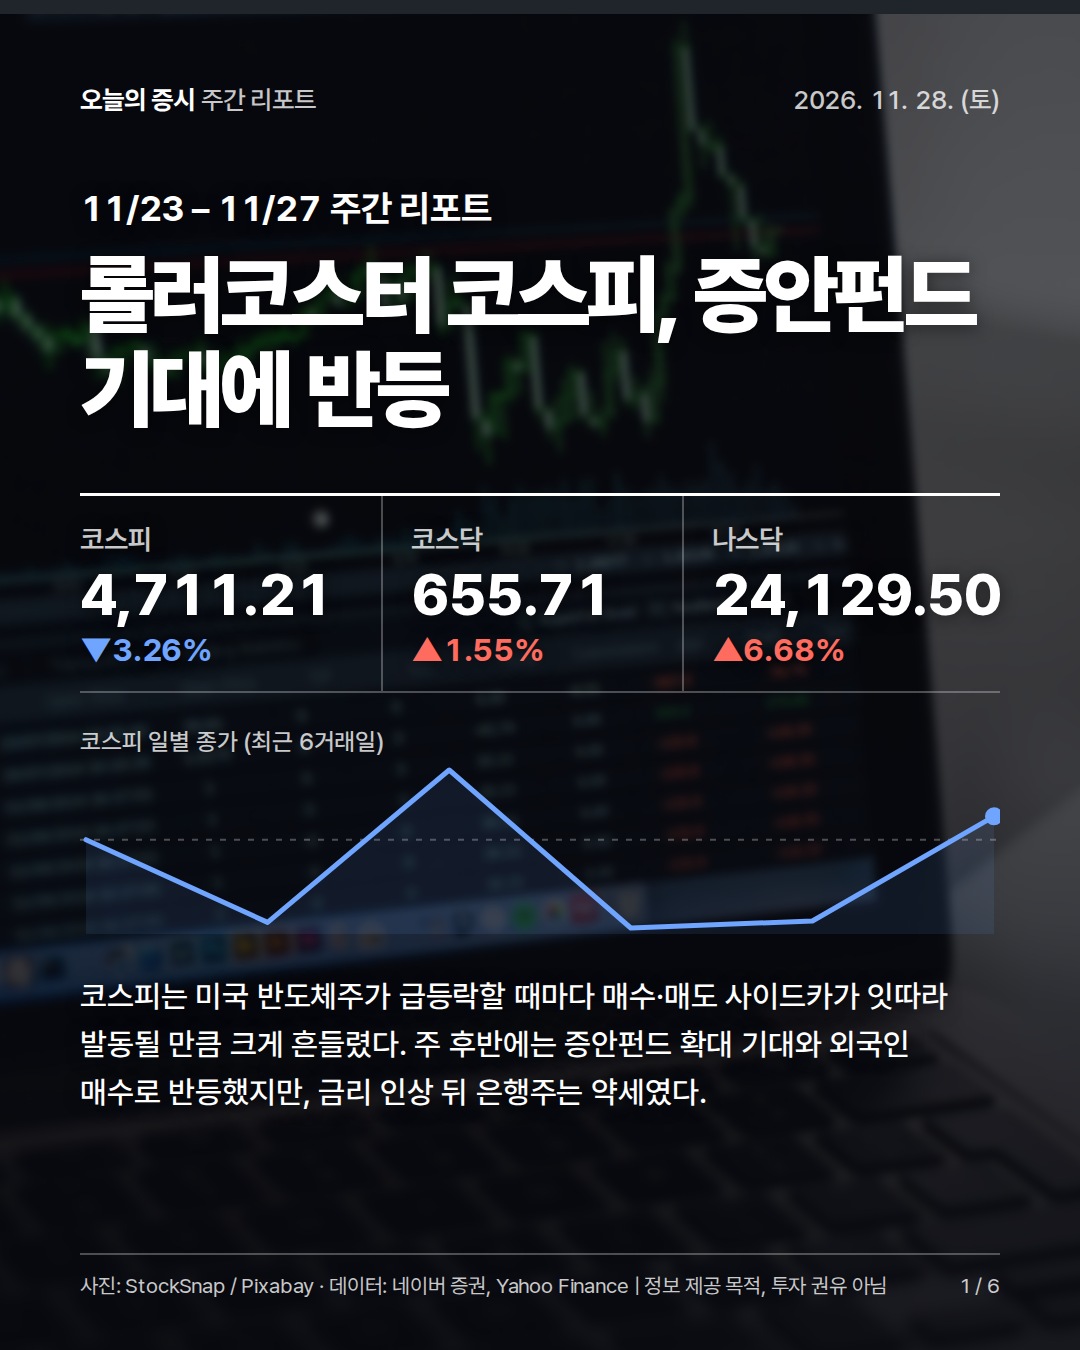 오늘의 증시 주간 리포트
2026. 11. 28. (토)
11/23 – 11/27 주간 리포트
롤러코스터 코스피, 증안펀드
기대에 반등
코스피
4,711.21
▼3.26%
코스닥
655.71
▲1.55%
나스닥
24,129.50
▲6.68%
코스피 일별 종가 (최근 6거래일)
코스피는 미국 반도체주가 급등락할 때마다 매수·매도 사이드카가 잇따라
발동될 만큼 크게 흔들렸다. 주 후반에는 증안펀드 확대 기대와 외국인
매수로 반등했지만, 금리 인상 뒤 은행주는 약세였다.
사진: StockSnap / Pixabay · 데이터: 네이버 증권, Yahoo Finance | 정보 제공 목적, 투자 권유 아님
1 / 6